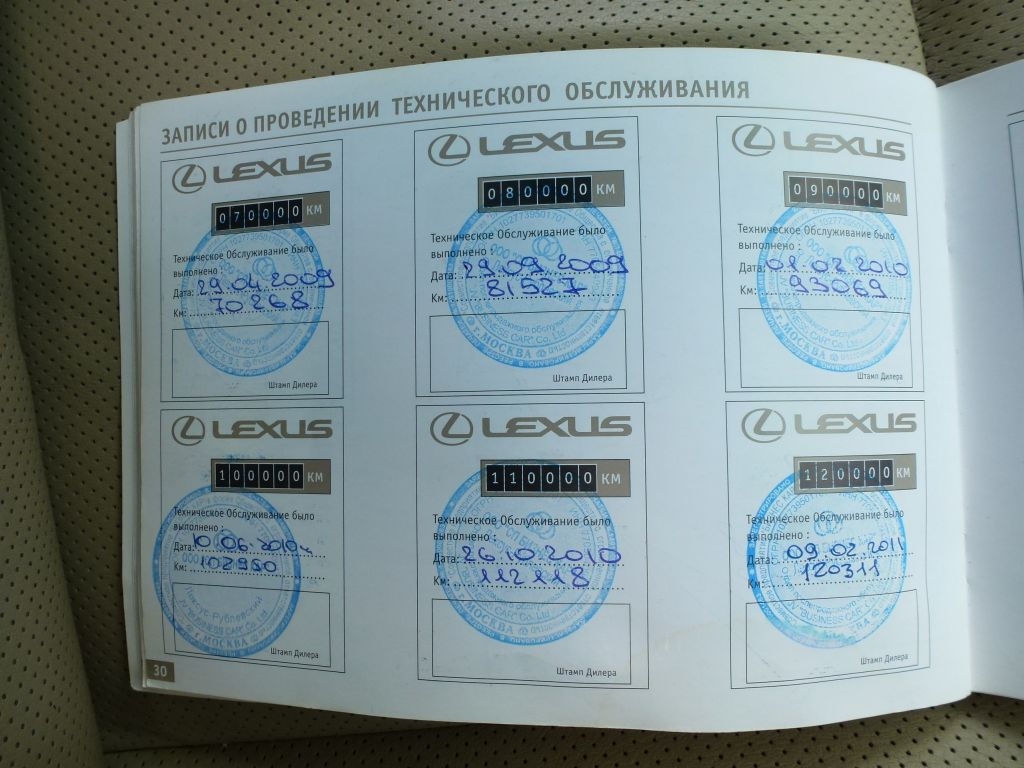 ЗАПИСИ О ПРОВЕДЕНИИ ТЕХНИЧЕСКОГО ОБСЛУЖИВАНИЯ
LEXUS
070000 КМ
Техническое Обслуживание было
выполнено :
Дата: 29.04.2009
Км: 70268
Штамп Дилера
LEXUS
080000 КМ
Техническое Обслуживание было
выполнено :
Дата: 29.09.2009
Км: 81527
Штамп Дилера
LEXUS
090000 КМ
Техническое Обслуживание было
выполнено :
Дата: 01.02.2010
Км: 93069
Штамп Дилера
LEXUS
100000 КМ
Техническое Обслуживание было
выполнено :
Дата: 10.06.2010г.
Км: 102990
Штамп Дилера
LEXUS
110000 КМ
Техническое Обслуживание было
выполнено :
Дата: 26.10.2010
Км: 112118
Штамп Дилера
LEXUS
120000 КМ
Техническое Обслуживание было
выполнено :
Дата: 09.02.2011
Км: 120311
Штамп Дилера
30